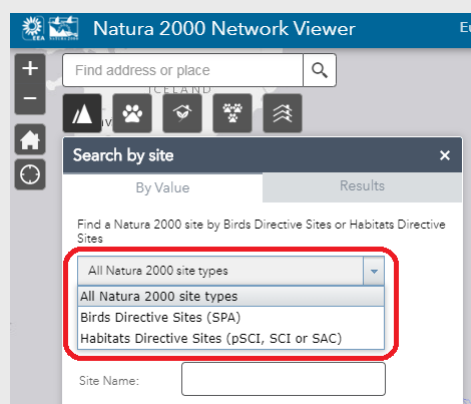 Natura 2000 Network Viewer
EEA
Find address or place
ICELAND
Search by site
×
By Value
Results
Find a Natura 2000 site by Birds Directive Sites or Habitats Directive
Sites
All Natura 2000 site types
All Natura 2000 site types
Birds Directive Sites (SPA)
Habitats Directive Sites (pSCI, SCI or SAC)
Site Name: